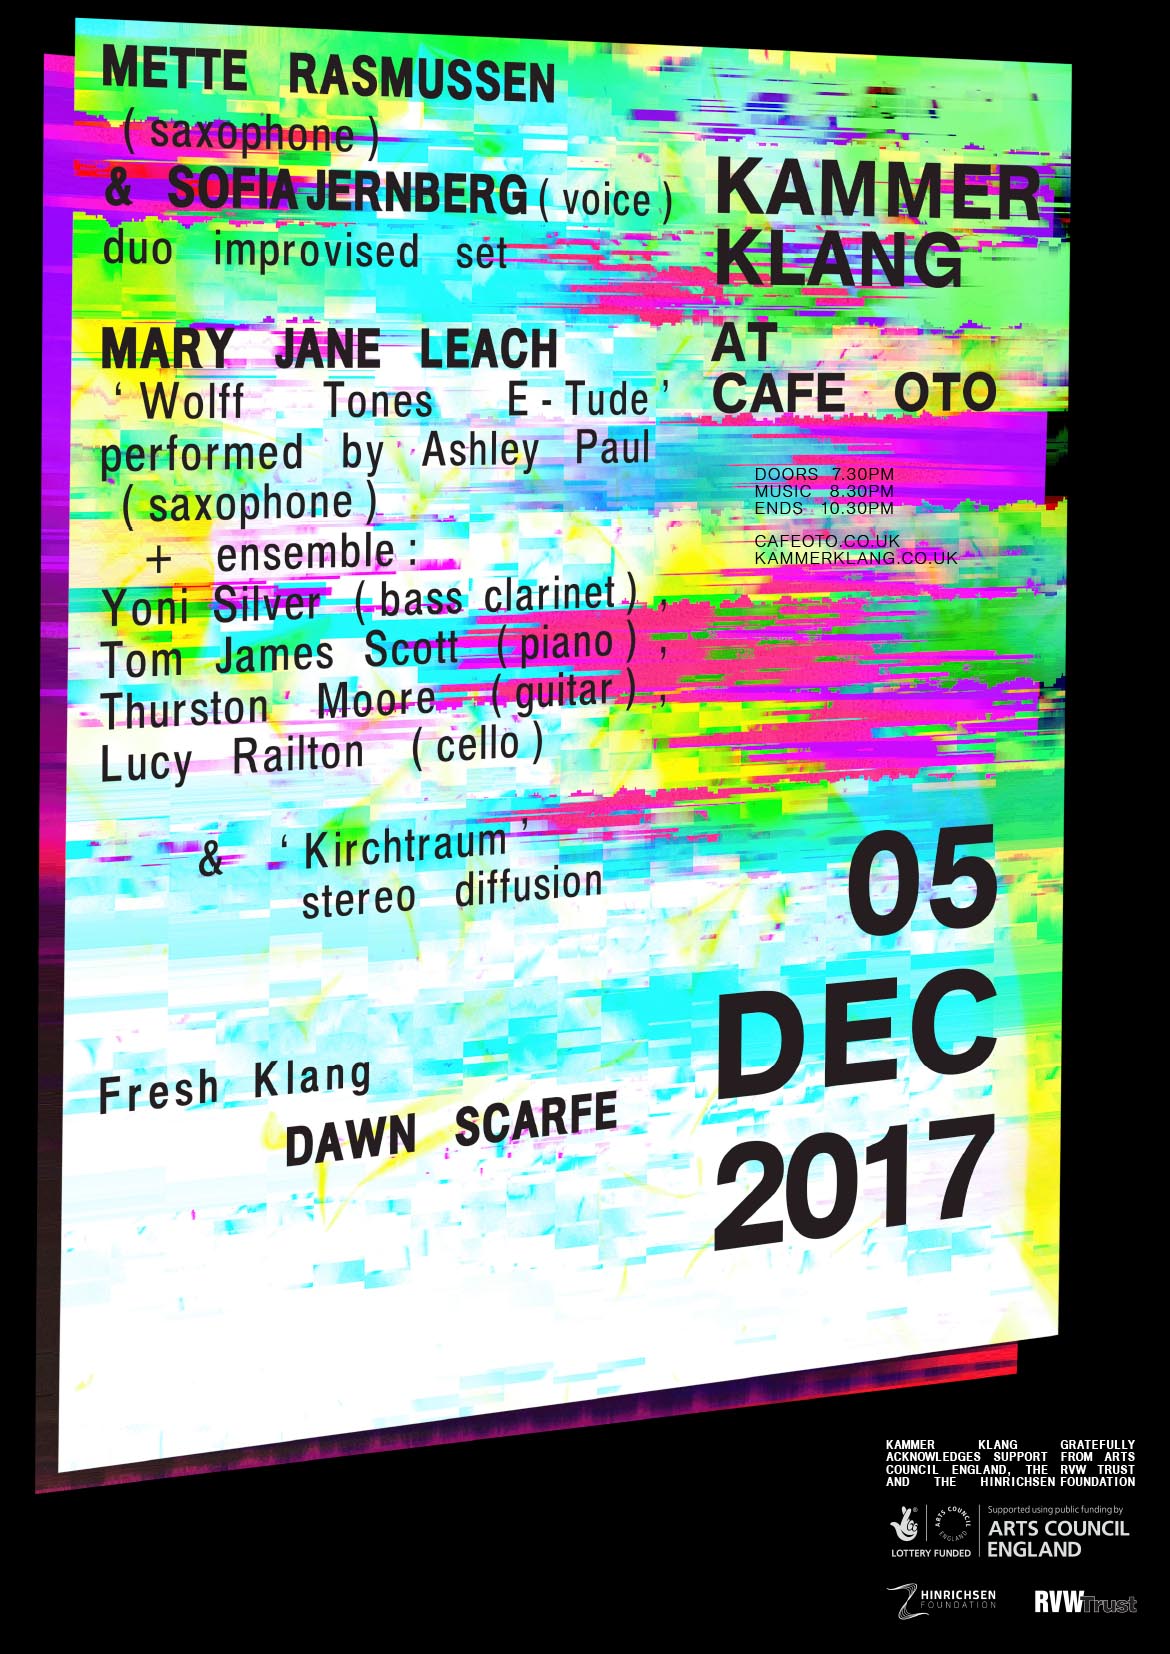 METTE RASMUSSEN
( saxophone )
& SOFIA JERNBERG ( voice )
duo improvised set
MARY JANE LEACH
‘ Wolff Tones E - Tude ’
performed by Ashley Paul
( saxophone )
+ ensemble :
Yoni Silver ( bass clarinet ) ,
Tom James Scott ( piano ) ,
Thurston Moore ( guitar ) ,
Lucy Railton ( cello )
& ‘ Kirchtraum ’
stereo diffusion
Fresh Klang
DAWN SCARFE
KAMMER
KLANG
AT
CAFE OTO
DOORS 7.30PM
MUSIC 8.30PM
ENDS 10.30PM
CAFEOTO.CO.UK
KAMMERKLANG.CO.UK
05
DEC
2017
KAMMER KLANG GRATEFULLY
ACKNOWLEDGES SUPPORT FROM ARTS
COUNCIL ENGLAND, THE RVW TRUST
AND THE HINRICHSEN FOUNDATION
LOTTERY FUNDED
ARTS COUNCIL ENGLAND
Supported using public funding by
ARTS COUNCIL
ENGLAND
HINRICHSEN
FOUNDATION
RVWTrust